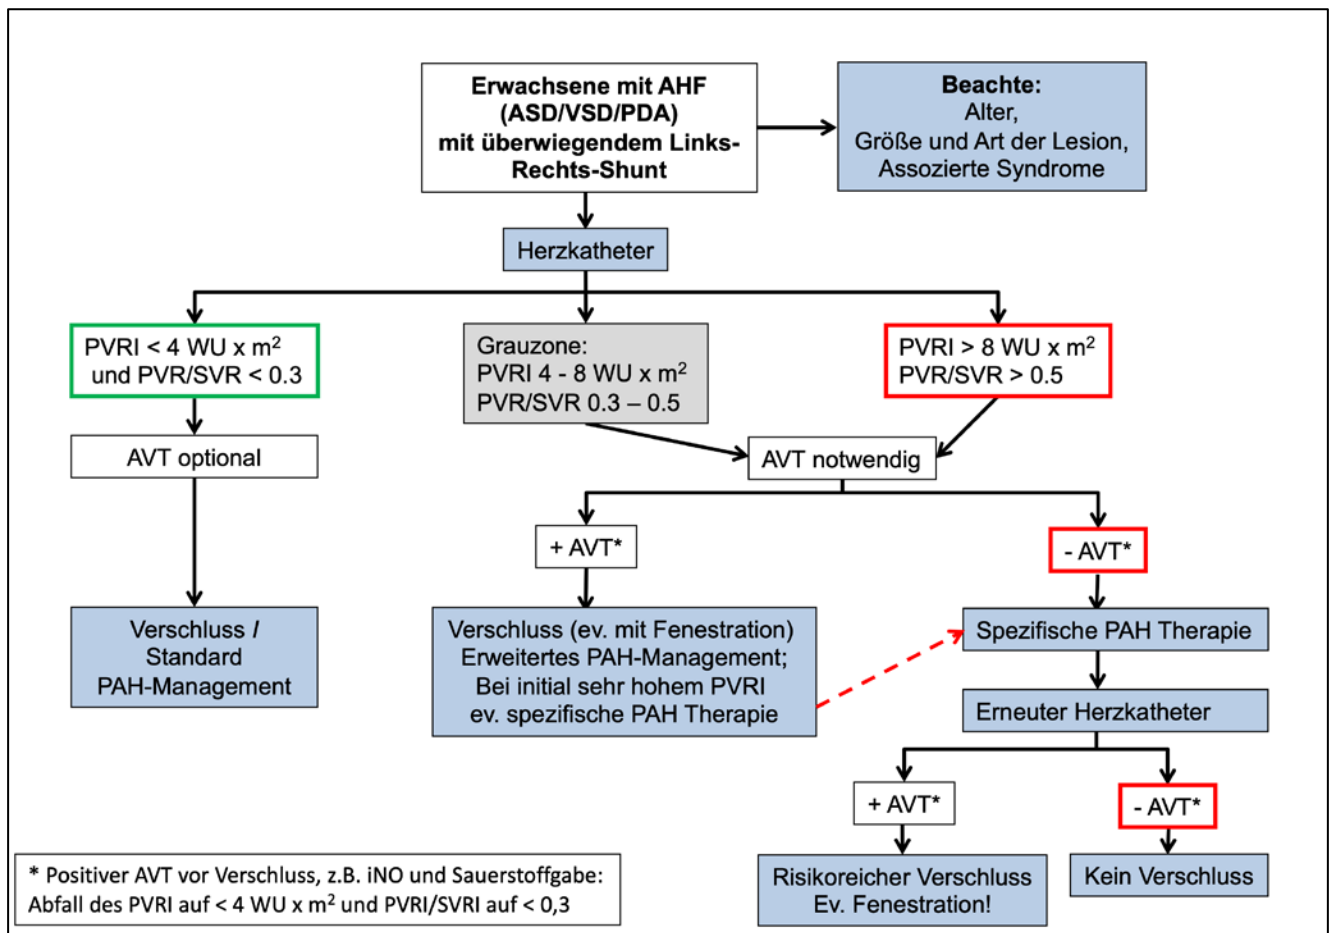 Erwachsene mit AHF
(ASD/VSD/PDA)
mit überwiegendem Links-
Rechts-Shunt
Beachte:
Alter,
Größe und Art der Lesion,
Assozierte Syndrome
Herzkatheter
PVRI < 4 WU x m²
und PVR/SVR < 0.3
Grauzone:
PVRI 4 - 8 WU x m²
PVR/SVR 0.3 – 0.5
PVRI > 8 WU x m²
PVR/SVR > 0.5
AVT optional
AVT notwendig
+ AVT*
- AVT*
Verschluss /
Standard
PAH-Management
Verschluss (ev. mit Fenestration)
Erweitertes PAH-Management;
Bei initial sehr hohem PVRI
ev. spezifische PAH Therapie
Spezifische PAH Therapie
Erneuter Herzkatheter
+ AVT*
- AVT*
Risikoreicher Verschluss
Ev. Fenestration!
Kein Verschluss
* Positiver AVT vor Verschluss, z.B. iNO und Sauerstoffgabe:
Abfall des PVRI auf < 4 WU x m² und PVRI/SVRI auf < 0,3